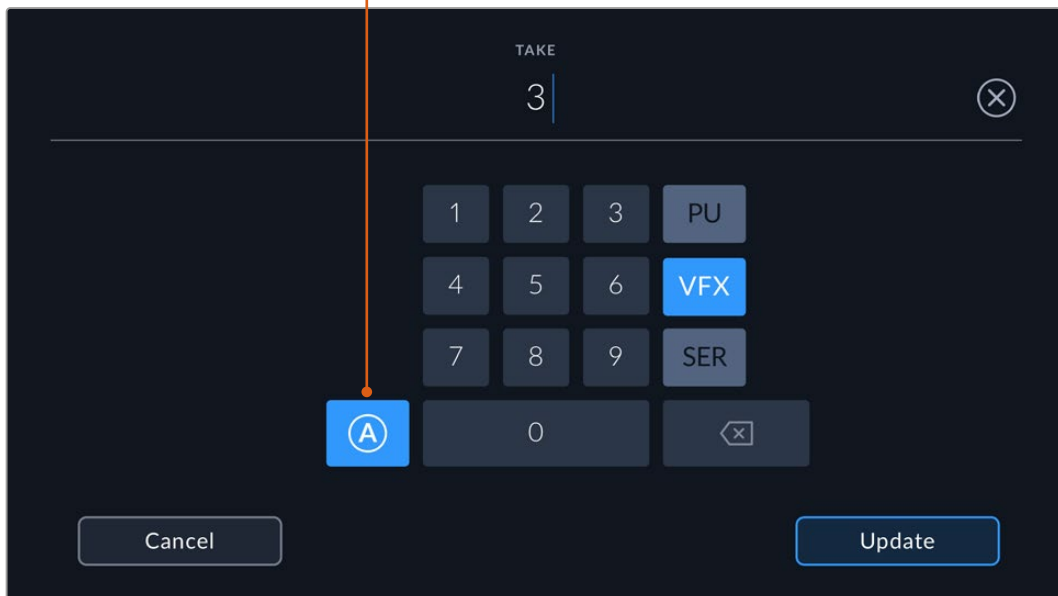 TAKE
3
1 2 3 PU
4 5 6 VFX
7 8 9 SER
A 0
Cancel Update